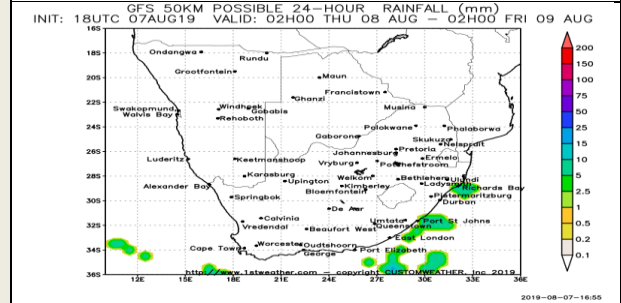 GFS 50KM POSSIBLE 24-HOUR RAINFALL (mm)
INIT: 18UTC 07AUG19 VALID: 02H00 THU 08 AUG - 02H00 FRI 09 AUG
16S
Ondangwa
Rundu
200
18S
150
Grootfontein
100
20S
Maun
75
Francistown
Ghanzi
50
22S
Swakopmund
Windhoek
Gobabis
Musina
25
Walvis Bay
Rehoboth
15
24S
Polokwane
Phalaborwa
10
Gaborone
Skukuza
Pretoria
Nelspruit
5
26S
Johannesburg
Ermelo
2.5
Luderitz
Keetmanshoop
Vryburg
Potchefstroom
1
28S
Karasburg
Upington
Welkom
Bethlehem
Ulundi
0.5
Alexander Bay
Kimberley
Ladysmith
Richards Bay
0.2
Springbok
Bloemfontein
Pietermaritzburg
0.1
30S
Durban
De Aar
Calvinia
Umtata
Port St Johns
32S
Vredendal
Beaufort West
Queenstown
East London
34S
Cape Town
Worcester
Oudtshoorn
Port Elizabeth
George
36S
http://www.1stweather.com - copyright CUSTOMWEATHER, Inc 2019
12E 15E 18E 21E 24E 27E 30E 33E 36E
2019-08-07-16:55